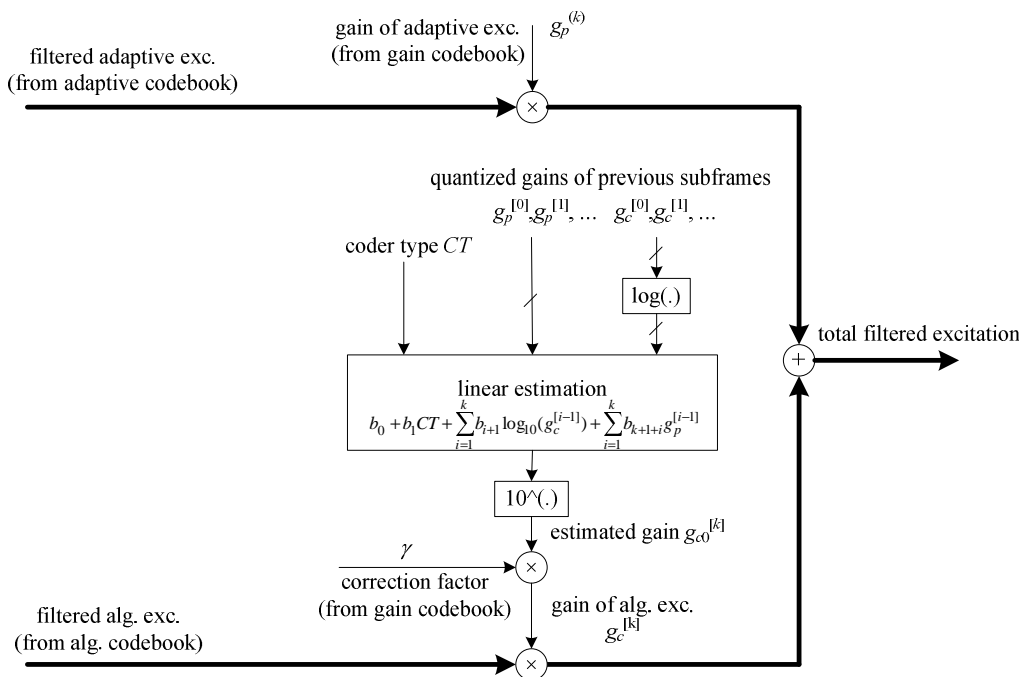 gain of adaptive exc.
(from gain codebook)
g_p^(k)
filtered adaptive exc.
(from adaptive codebook)
×
quantized gains of previous subframes
g_p^[0],g_p^[1], ... g_c^[0],g_c^[1], ...
coder type CT
log(.)
total filtered excitation
+
linear estimation
b_0 + b_1CT + ∑_{i=1}^{k} b_{i+1} log_10(g_c^[i-1]) + ∑_{i=1}^{k} b_{k+1+i} g_p^[i-1]
10^(.)
estimated gain g_c0^[k]
γ
×
correction factor
(from gain codebook)
gain of alg. exc.
g_c^[k]
filtered alg. exc.
(from alg. codebook)
×